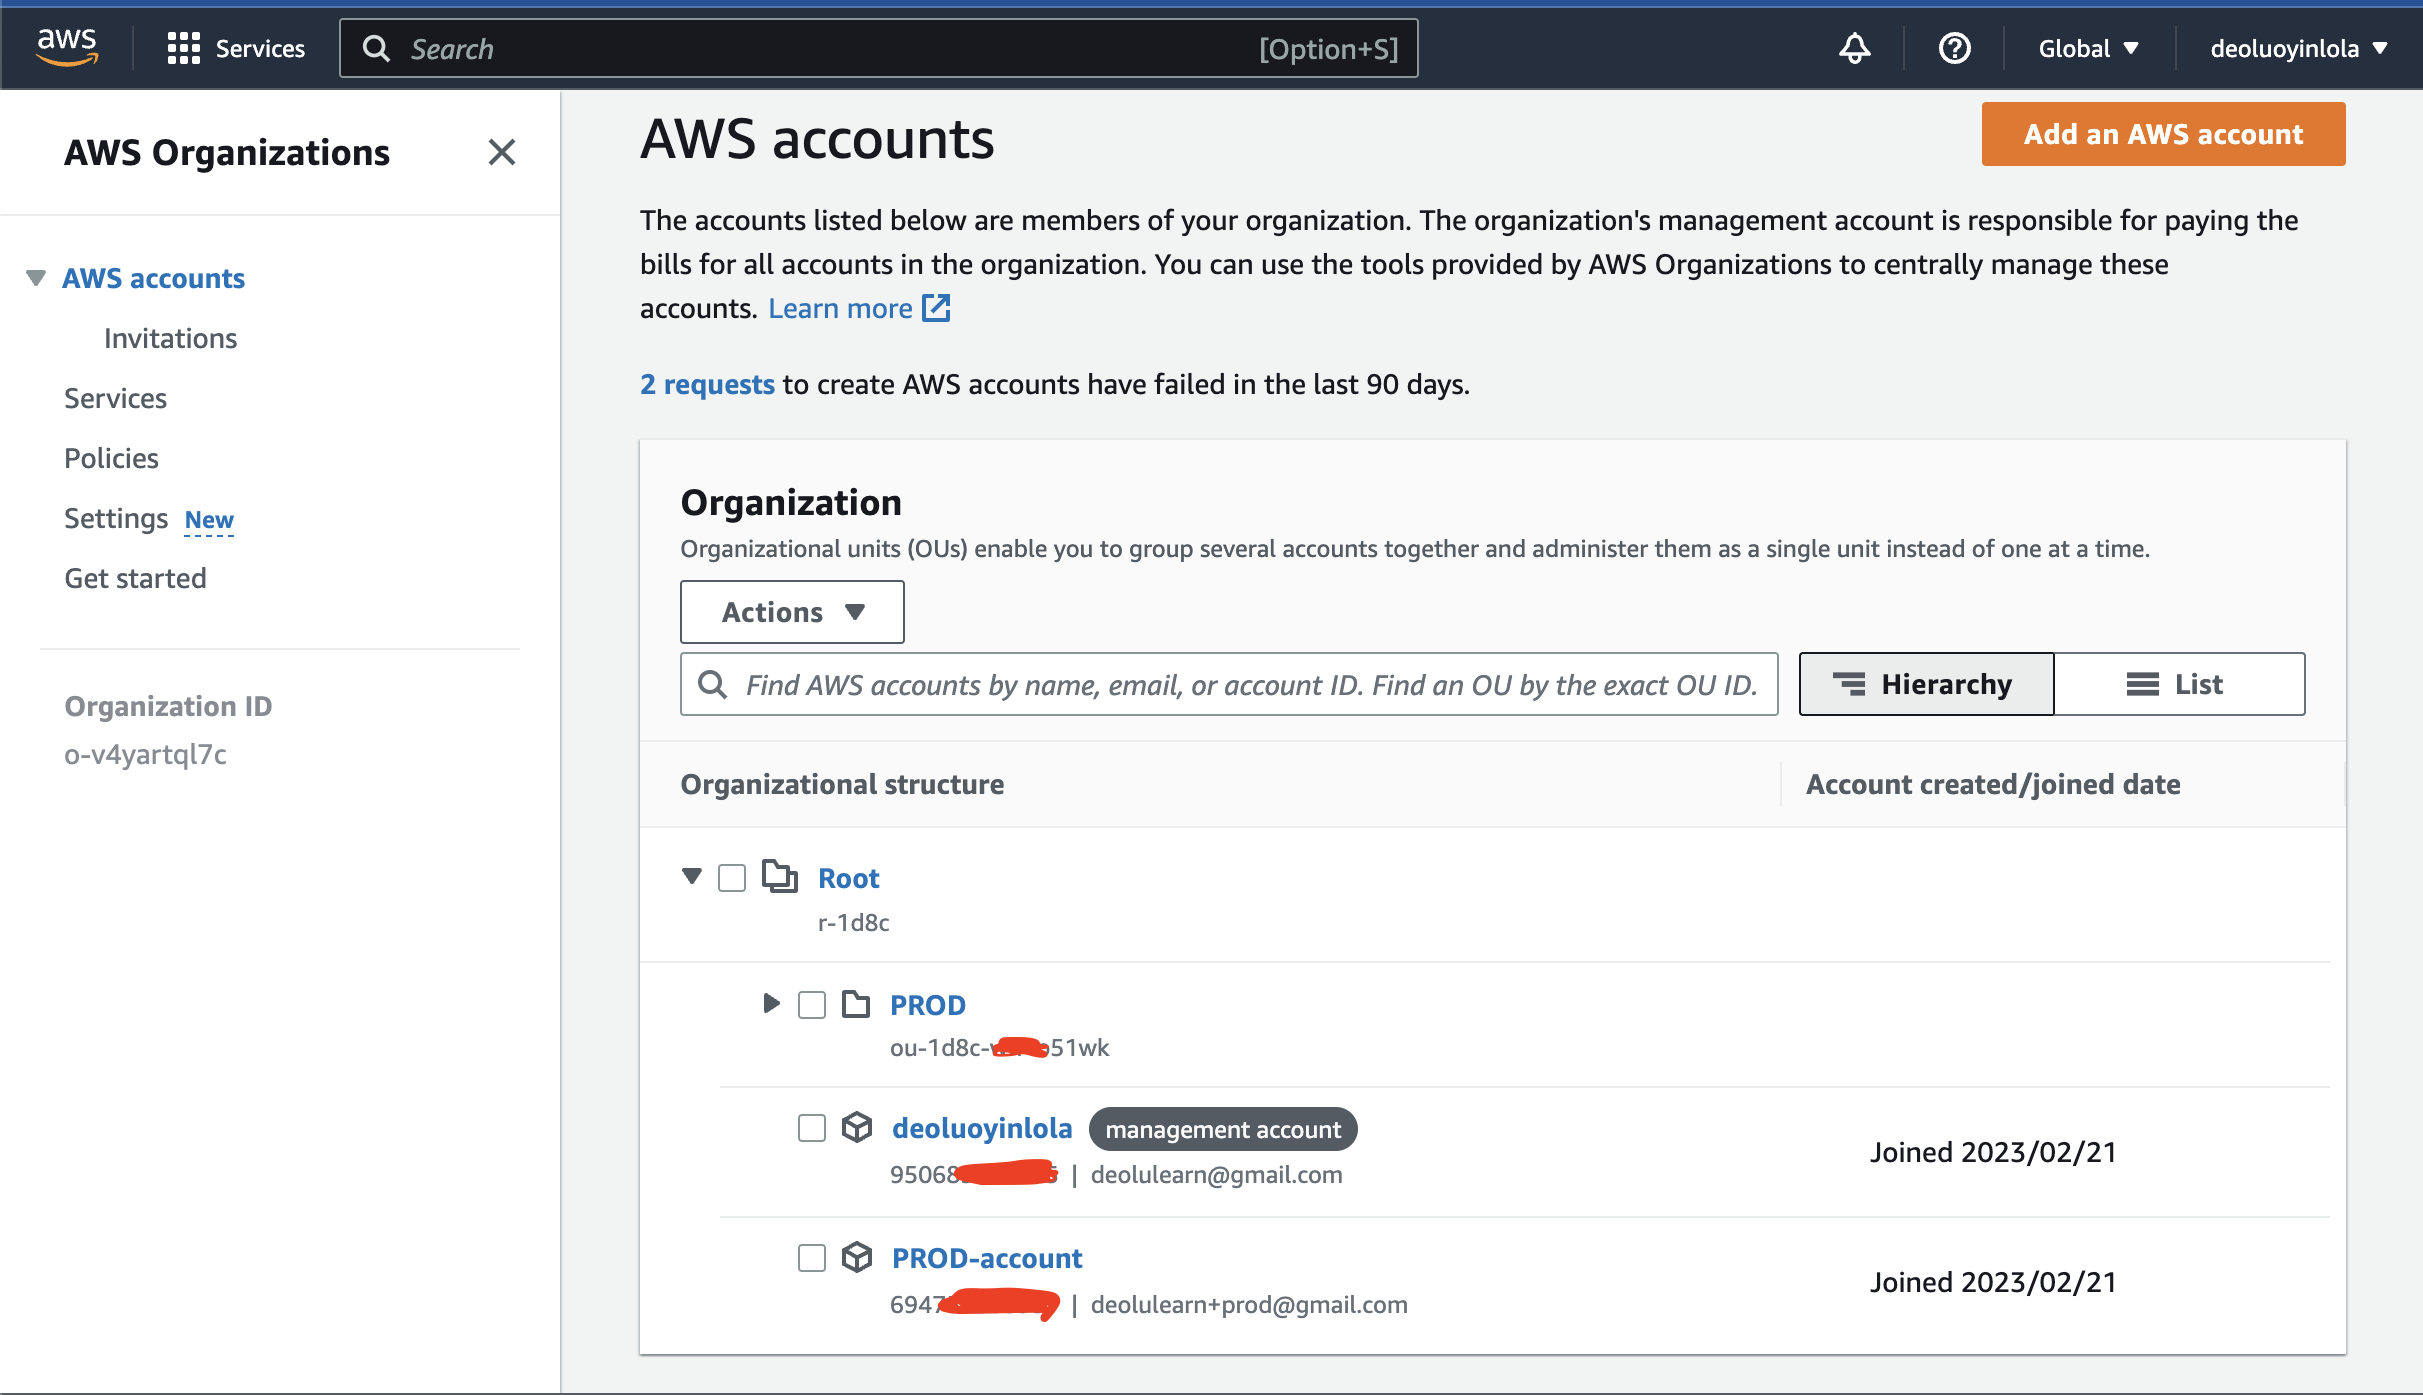 aws
Services
Search
[Option+S]
Global
deoluoyinlola
AWS Organizations
AWS accounts
Invitations
Services
Policies
Settings New
Get started
Organization ID
o-v4yartql7c
AWS accounts
Add an AWS account
The accounts listed below are members of your organization. The organization's management account is responsible for paying the
bills for all accounts in the organization. You can use the tools provided by AWS Organizations to centrally manage these
accounts. Learn more
2 requests to create AWS accounts have failed in the last 90 days.
Organization
Organizational units (OUs) enable you to group several accounts together and administer them as a single unit instead of one at a time.
Actions
Find AWS accounts by name, email, or account ID. Find an OU by the exact OU ID.
Hierarchy
List
Organizational structure
Account created/joined date
Root
r-1d8c
PROD
ou-1d8c- 51wk
deoluoyinlola management account
Joined 2023/02/21
9506 | deolulearn@gmail.com
PROD-account
Joined 2023/02/21
694 | deolulearn+prod@gmail.com